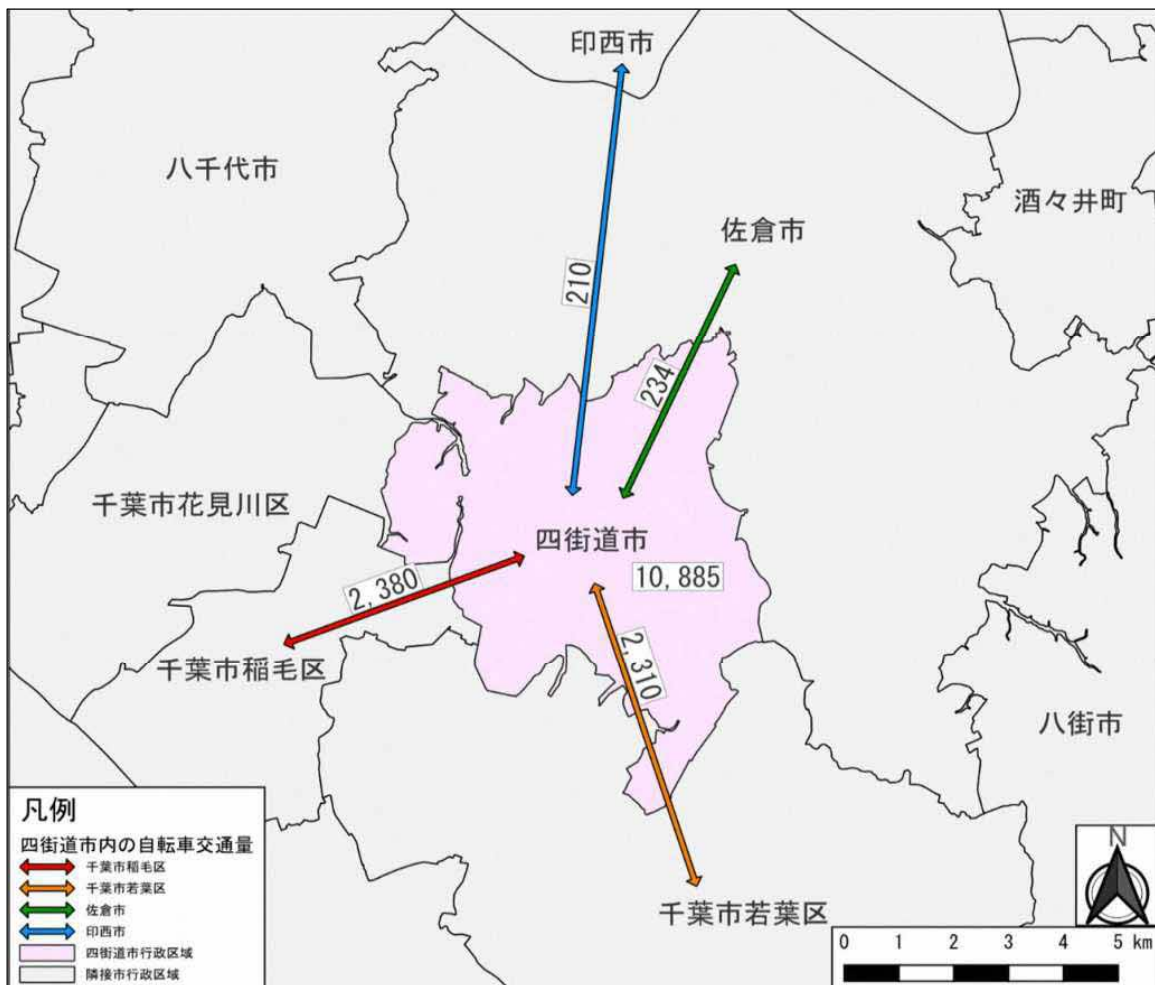 印西市
八千代市
酒々井町
佐倉市
210
234
千葉市花見川区
四街道市
10,885
2,380
2,310
千葉市稲毛区
八街市
千葉市若葉区
凡例
四街道市内の自転車交通量
千葉市稲毛区
千葉市若葉区
佐倉市
印西市
四街道市行政区域
隣接市行政区域
N
0 1 2 3 4 5 km